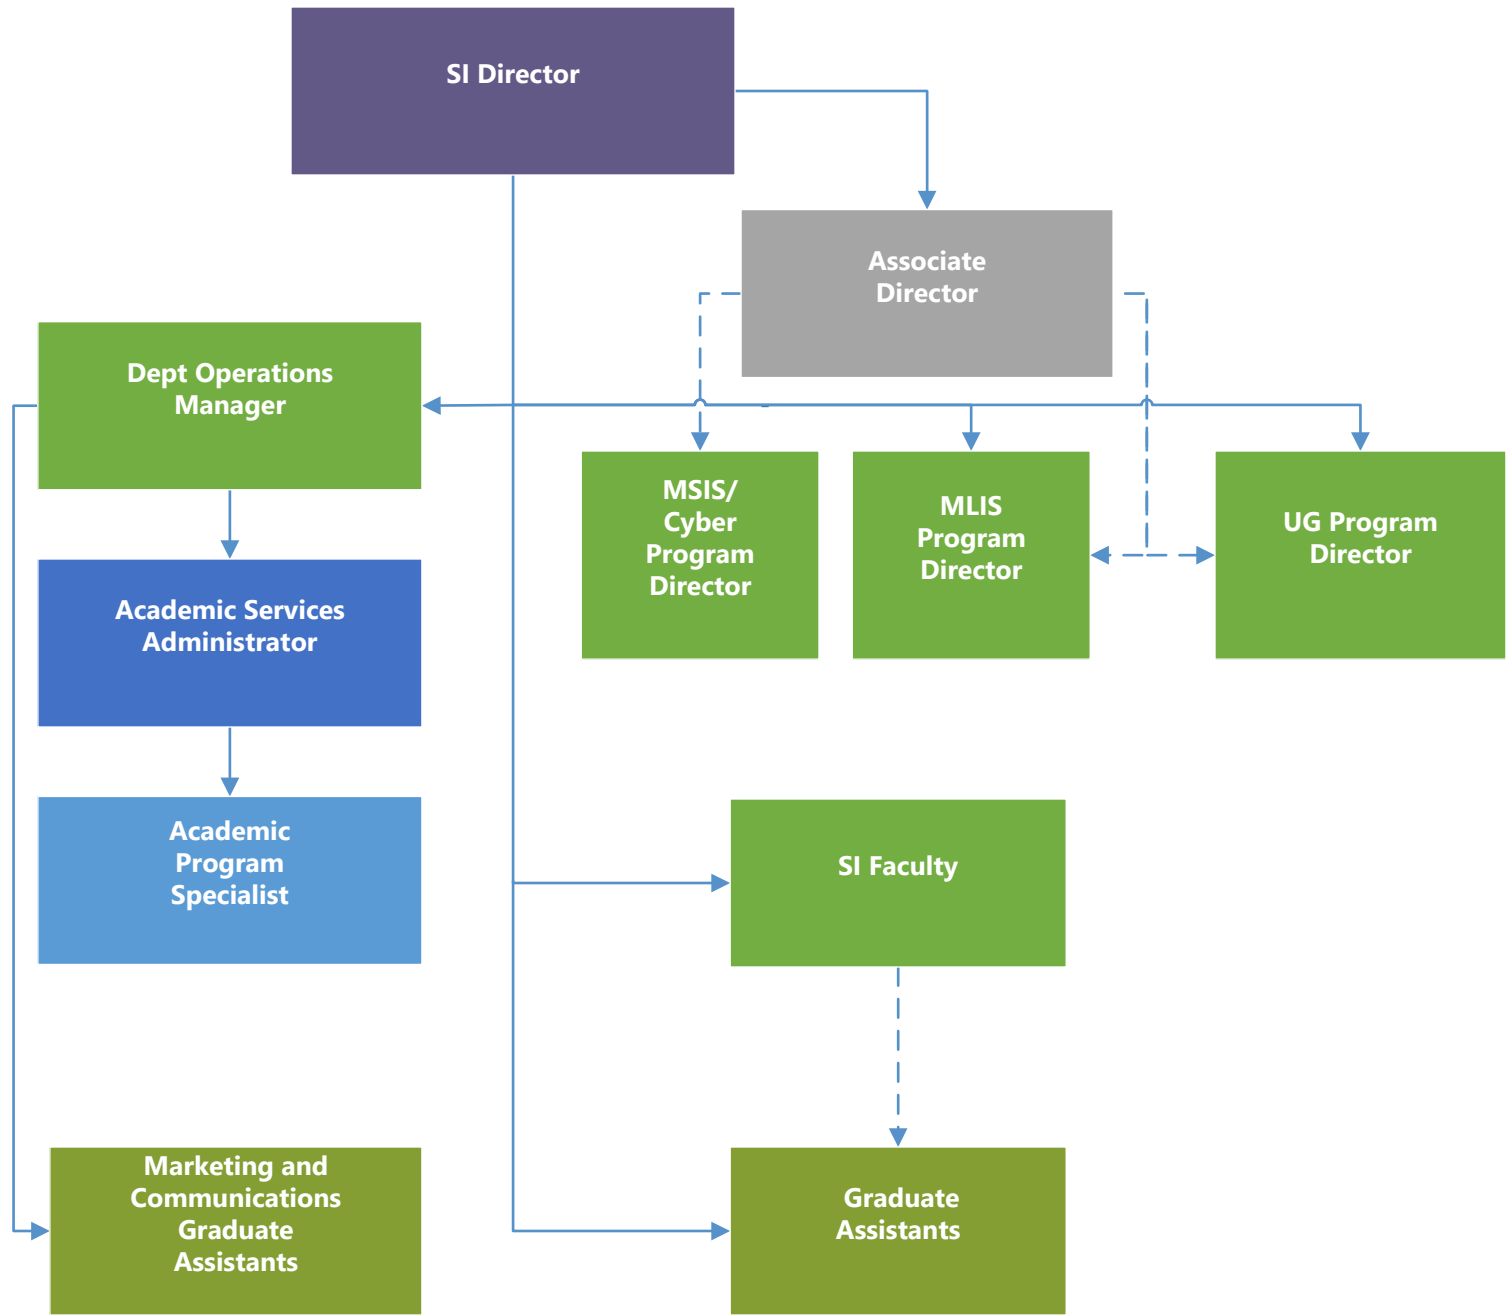 SI Director
Associate
Director
Dept Operations
Manager
MSIS/
Cyber
Program
Director
MLIS
Program
Director
UG Program
Director
Academic Services
Administrator
Academic
Program
Specialist
SI Faculty
Marketing and
Communications
Graduate
Assistants
Graduate
Assistants